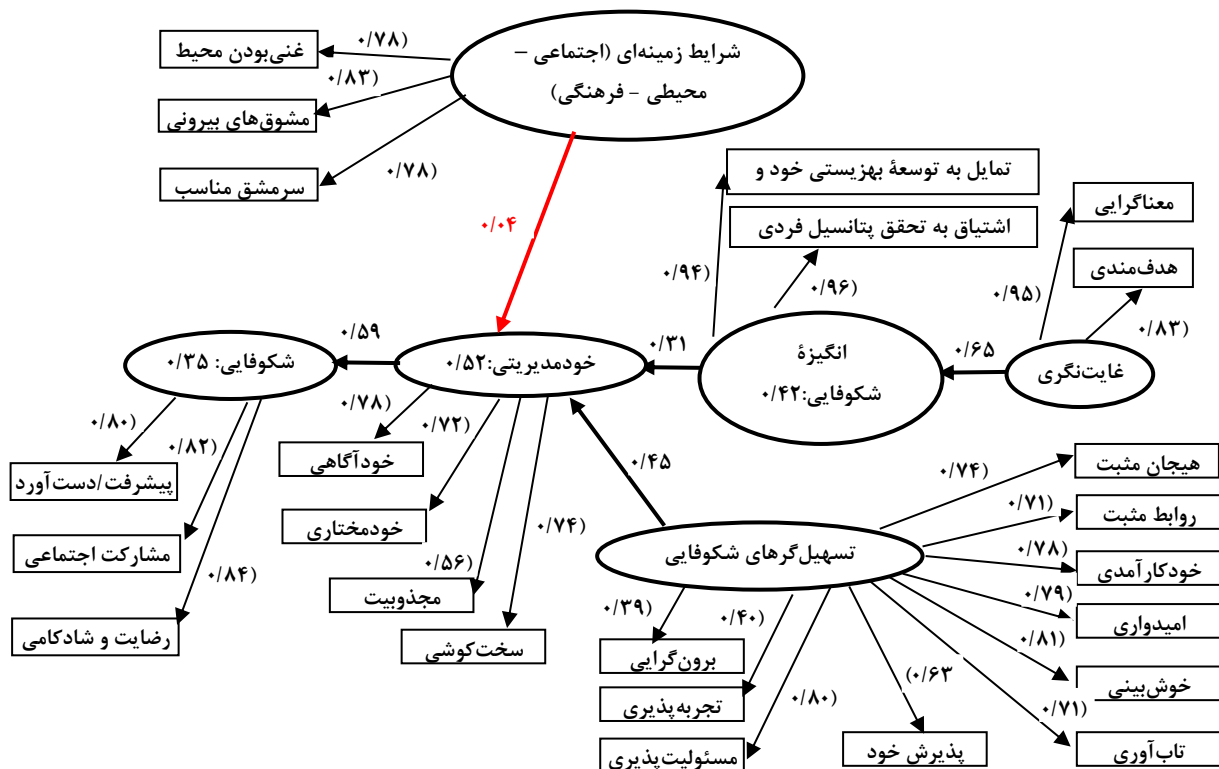 شرایط زمینه‌ای (اجتماعی –
محیطی – فرهنگی)
غنی‌بودن محیط
۰/۷۸)
مشوق‌های بیرونی
۰/۸۳)
سرمشق مناسب
۰/۷۸)
۰/۰۴
تمایل به توسعۀ بهزیستی خود و
اشتیاق به تحقق پتانسیل فردی
۰/۹۴)
۰/۹۶)
معناگرایی
هدف‌مندی
۰/۹۵)
۰/۸۳)
غایت‌نگری
۰/۶۵
انگیزۀ
شکوفایی:۰/۴۲
۰/۳۱
خودمدیریتی:۰/۵۲
۰/۵۹
شکوفایی: ۰/۳۵
۰/۸۰)
۰/۸۲)
۰/۸۴)
پیشرفت/دست‌آورد
مشارکت اجتماعی
رضایت و شادکامی
۰/۷۸)
۰/۷۲)
۰/۵۶)
۰/۷۴)
خودآگاهی
خودمختاری
مجذوبیت
سخت‌کوشی
۰/۴۵
تسهیل‌گرهای شکوفایی
۰/۷۴)
هیجان مثبت
۰/۷۱)
روابط مثبت
۰/۷۸)
خودکارآمدی
۰/۷۹)
امیدواری
۰/۸۱)
خوش‌بینی
۰/۷۱)
تاب‌آوری
۰/۳۹)
برون‌گرایی
۰/۴۰)
تجربه‌پذیری
۰/۸۰)
مسئولیت‌پذیری
۰/۶۳)
پذیرش خود